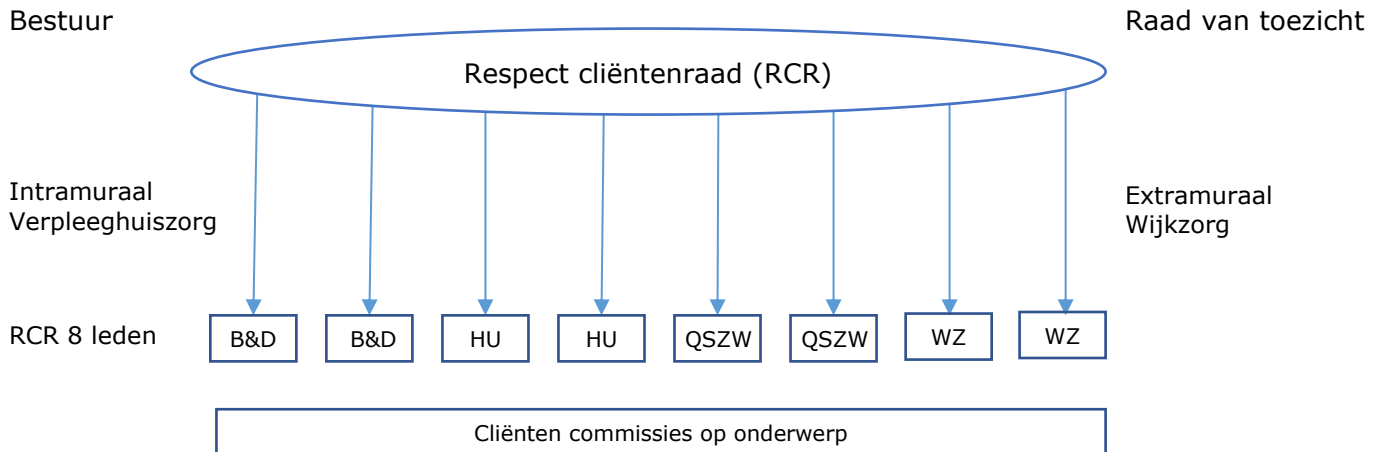 Bestuur
Raad van toezicht
Respect cliëntenraad (RCR)
Intramuraal
Verpleeghuiszorg
Extramuraal
Wijkzorg
RCR 8 leden
B&D
B&D
HU
HU
QSZW
QSZW
WZ
WZ
Cliënten commissies op onderwerp